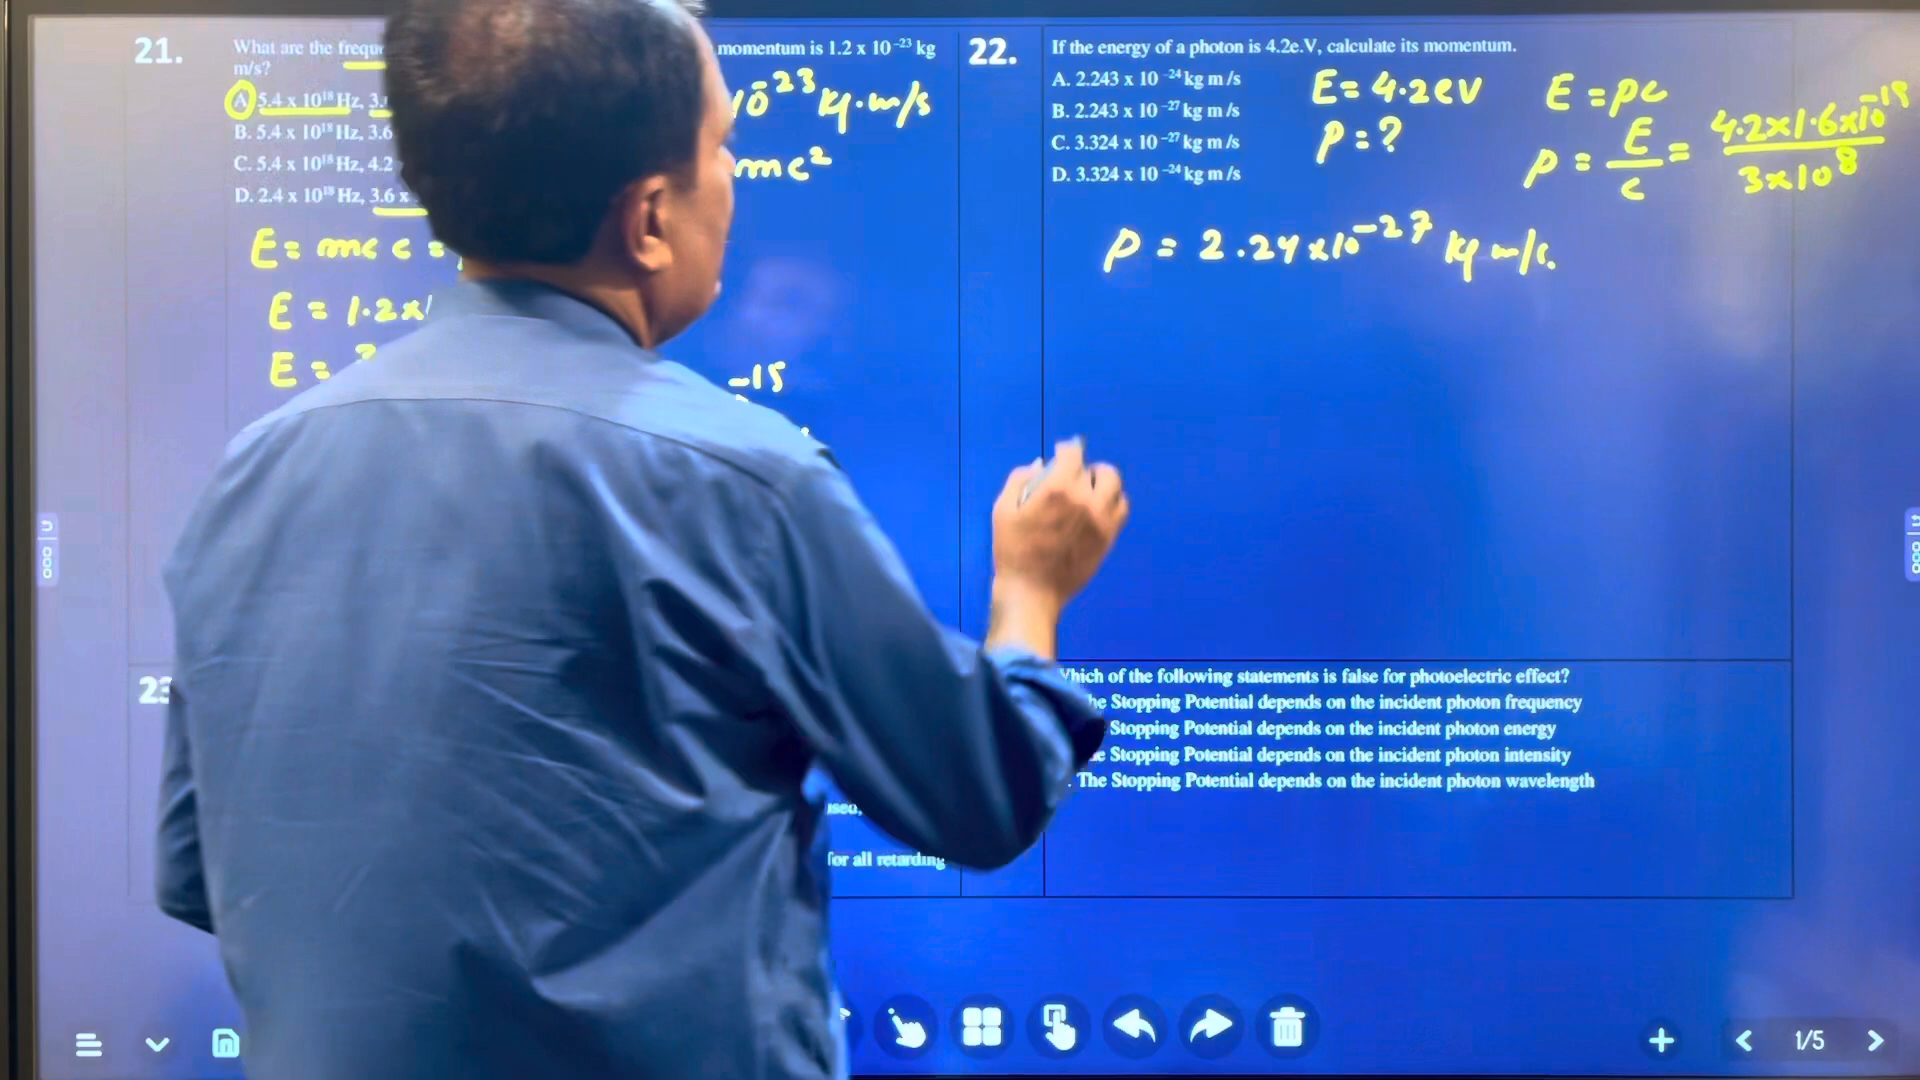 21.
What are the
momentum is 1.2 x 10⁻²³ kg
m/s?
A 5.4 x 10¹⁸ Hz,
B. 5.4 x 10¹⁸ Hz, 3.6
C. 5.4 x 10¹⁸ Hz, 4.2
D. 2.4 x 10¹⁸ Hz, 3.6 x
10⁻²³ kg.m/s
mc²
E = mc c =
E = 1.2x
E =
-15
22.
If the energy of a photon is 4.2e.V, calculate its momentum.
A. 2.243 x 10 ⁻²⁴ kg m/s
B. 2.243 x 10 ⁻²⁷ kg m/s
C. 3.324 x 10 ⁻²⁷ kg m/s
D. 3.324 x 10 ⁻²⁴ kg m/s
E = 4.2eV
P = ?
E = pc
P = E/c = 4.2x1.6x10⁻¹⁹/3x10⁸
P = 2.24x10⁻²⁷ kg m/s.
23
for all retarding
of the following statements is false for photoelectric effect?
Stopping Potential depends on the incident photon frequency
Stopping Potential depends on the incident photon energy
Stopping Potential depends on the incident photon intensity
The Stopping Potential depends on the incident photon wavelength
1/5